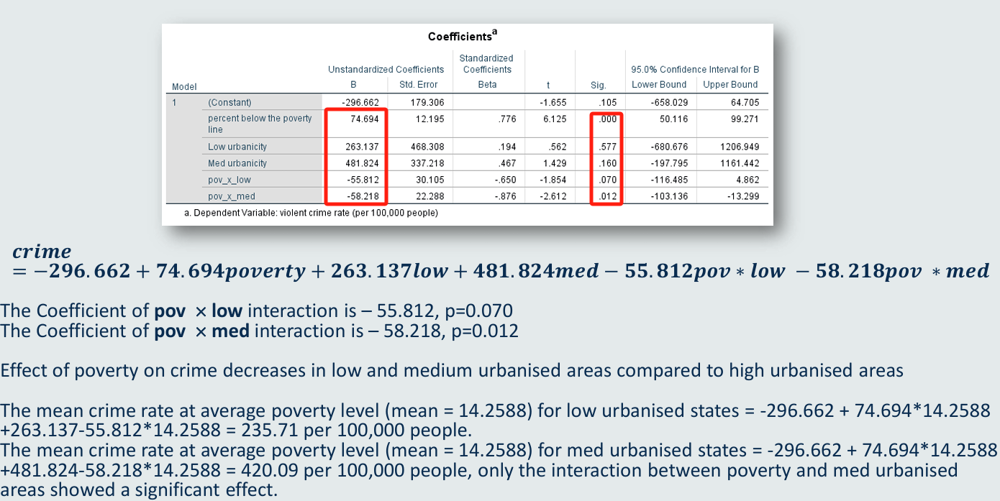 Coefficientsᵃ
Standardized
Unstandardized Coefficients Coefficients 95.0% Confidence Interval for B
Model B Std. Error Beta t Sig. Lower Bound Upper Bound
1 (Constant) -296.662 179.306 -1.655 .105 -658.029 64.705
percent below the poverty 74.694 12.195 .776 6.125 .000 50.116 99.271
line
Low urbanicity 263.137 468.308 .194 .562 .577 -680.676 1206.949
Med urbanicity 481.824 337.218 .467 1.429 .160 -197.795 1161.442
pov_x_low -55.812 30.105 -.650 -1.854 .070 -116.485 4.862
pov_x_med -58.218 22.288 -.876 -2.612 .012 -103.136 -13.299
a. Dependent Variable: violent crime rate (per 100,000 people)
crime
= −296.662 + 74.694poverty + 263.137low + 481.824med − 55.812pov ∗ low − 58.218pov ∗ med
The Coefficient of pov × low interaction is – 55.812, p=0.070
The Coefficient of pov × med interaction is – 58.218, p=0.012
Effect of poverty on crime decreases in low and medium urbanised areas compared to high urbanised areas
The mean crime rate at average poverty level (mean = 14.2588) for low urbanised states = -296.662 + 74.694*14.2588
+263.137-55.812*14.2588 = 235.71 per 100,000 people.
The mean crime rate at average poverty level (mean = 14.2588) for med urbanised states = -296.662 + 74.694*14.2588
+481.824-58.218*14.2588 = 420.09 per 100,000 people, only the interaction between poverty and med urbanised
areas showed a significant effect.